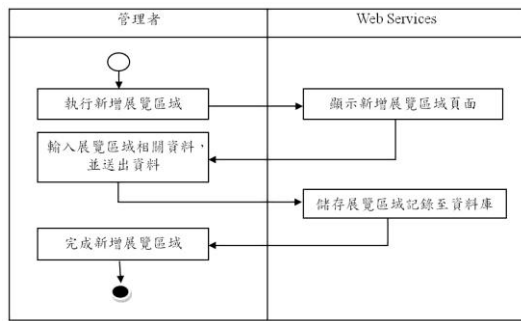 管理者
Web Services
執行新增展覽區域
顯示新增展覽區域頁面
輸入展覽區域相關資料，
並送出資料
儲存展覽區域記錄至資料庫
完成新增展覽區域